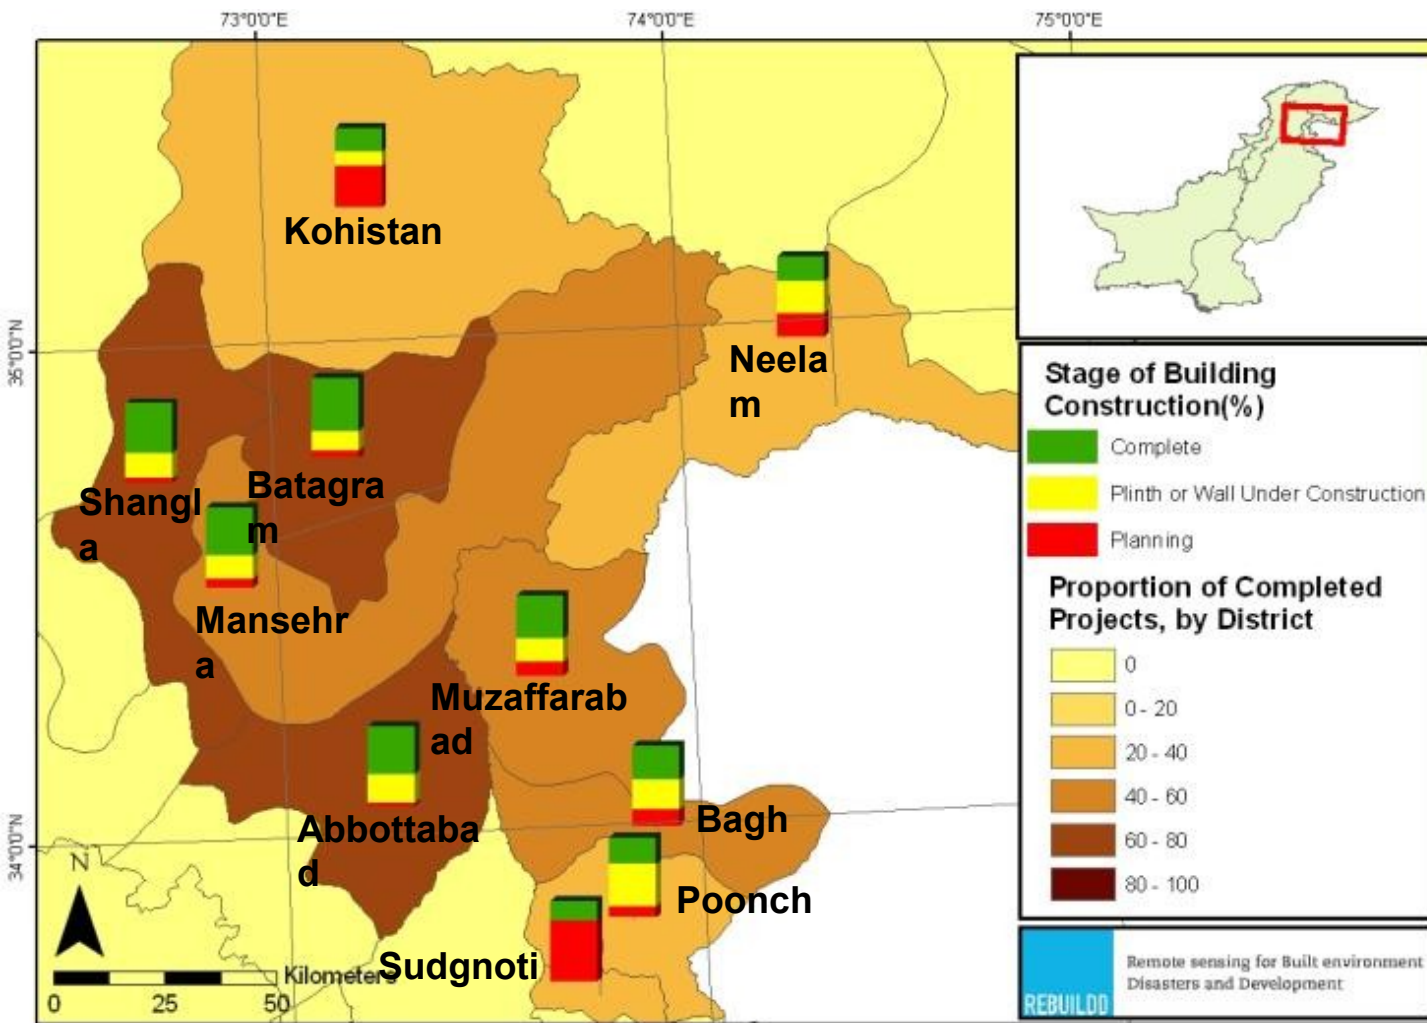 73°0'0"E
74°0'0"E
75°0'0"E
35°0'0"N
34°0'0"N
Kohistan
Neela
m
Shangl
a
Batagra
m
Mansehr
a
Muzaffarab
ad
Abbottaba
d
Bagh
Poonch
Sudgnoti
N
Kilometers
0 25 50
Stage of Building
Construction(%)
Complete
Plinth or Wall Under Construction
Planning
Proportion of Completed
Projects, by District
0
0 - 20
20 - 40
40 - 60
60 - 80
80 - 100
REBUILDD
Remote sensing for Built environment
Disasters and Development